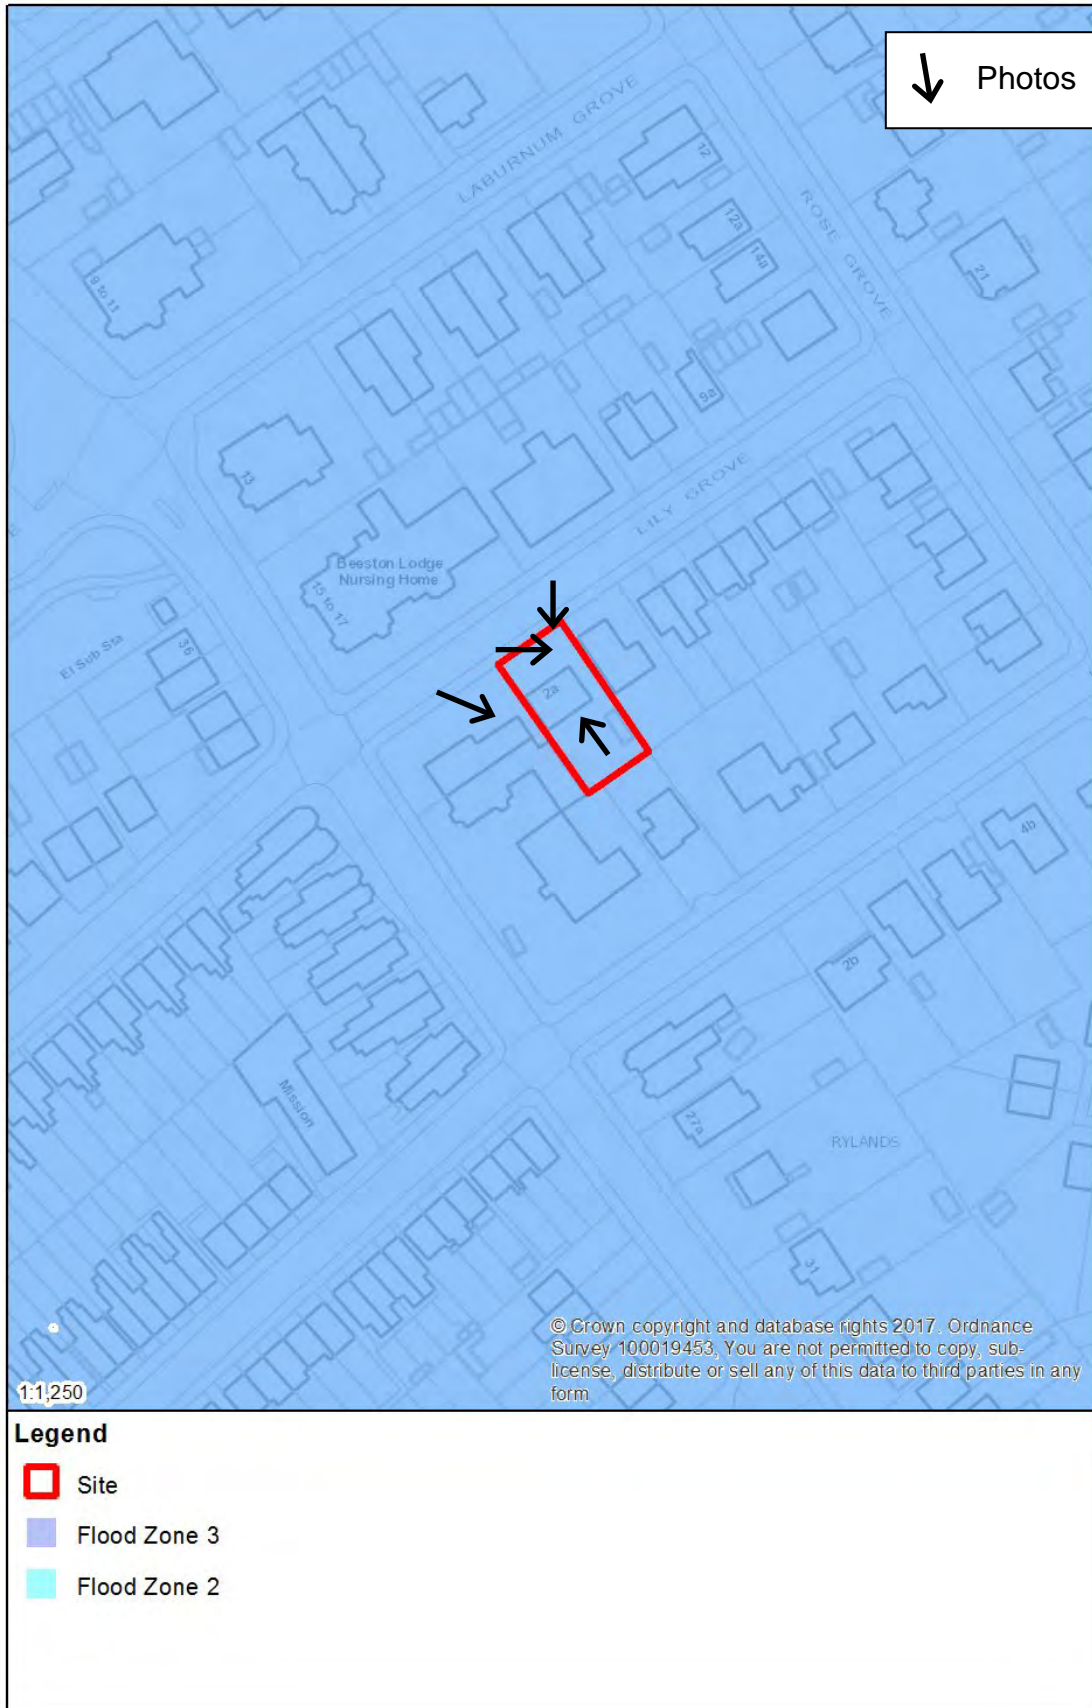 Photos
LABURNUM GROVE
12
12a
14a
ROSE GROVE
21
9 to 11
9a
13
LILY GROVE
Beeston Lodge
Nursing Home
15 to 17
36
El Sub Sta
2a
4b
2b
Mission
27a
RYLANDS
31
© Crown copyright and database rights 2017. Ordnance
Survey 100019453, You are not permitted to copy, sub-
license, distribute or sell any of this data to third parties in any
form
1:1,250
Legend
Site
Flood Zone 3
Flood Zone 2